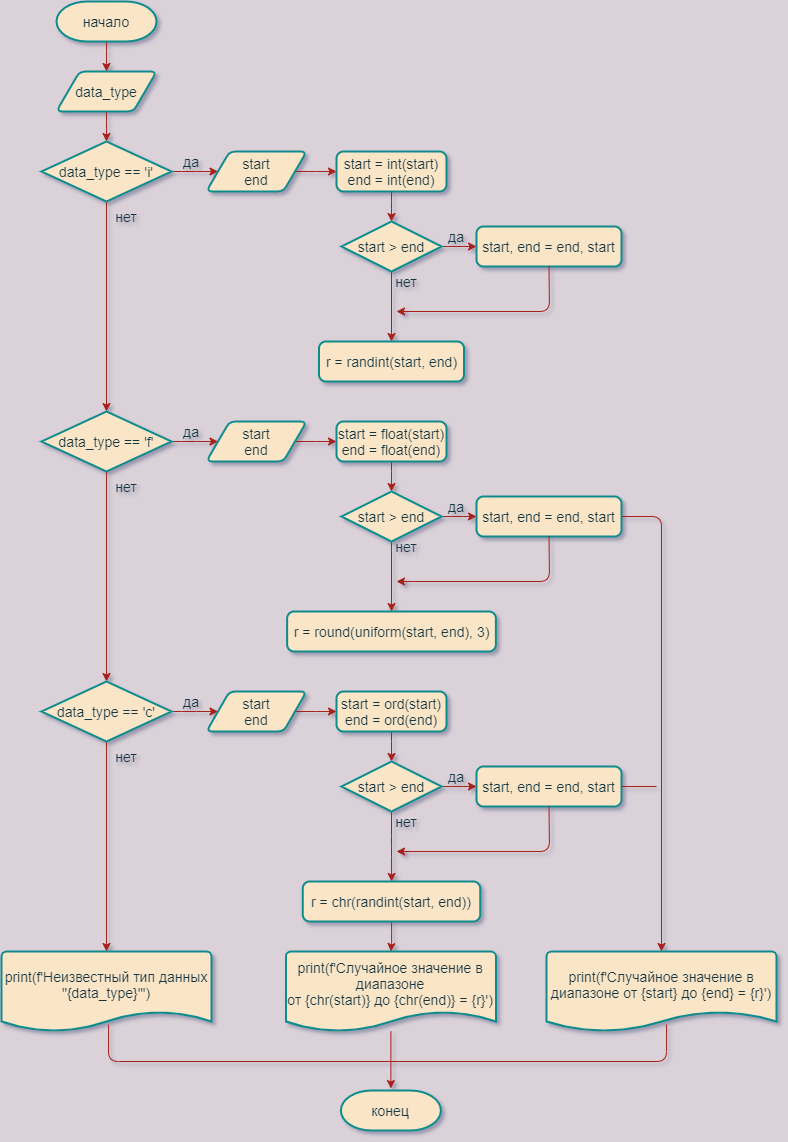 начало
data_type
data_type == 'i'
да
start
end
start = int(start)
end = int(end)
нет
start > end
да
start, end = end, start
нет
r = randint(start, end)
data_type == 'f'
да
start
end
start = float(start)
end = float(end)
нет
start > end
да
start, end = end, start
нет
r = round(uniform(start, end), 3)
data_type == 'c'
да
start
end
start = ord(start)
end = ord(end)
нет
start > end
да
start, end = end, start
нет
r = chr(randint(start, end))
print(f'Неизвестный тип данных
"{data_type}"')
print(f'Случайное значение в
диапазоне
от {chr(start)} до {chr(end)} = {r}')
print(f'Случайное значение в
диапазоне от {start} до {end} = {r}')
конец